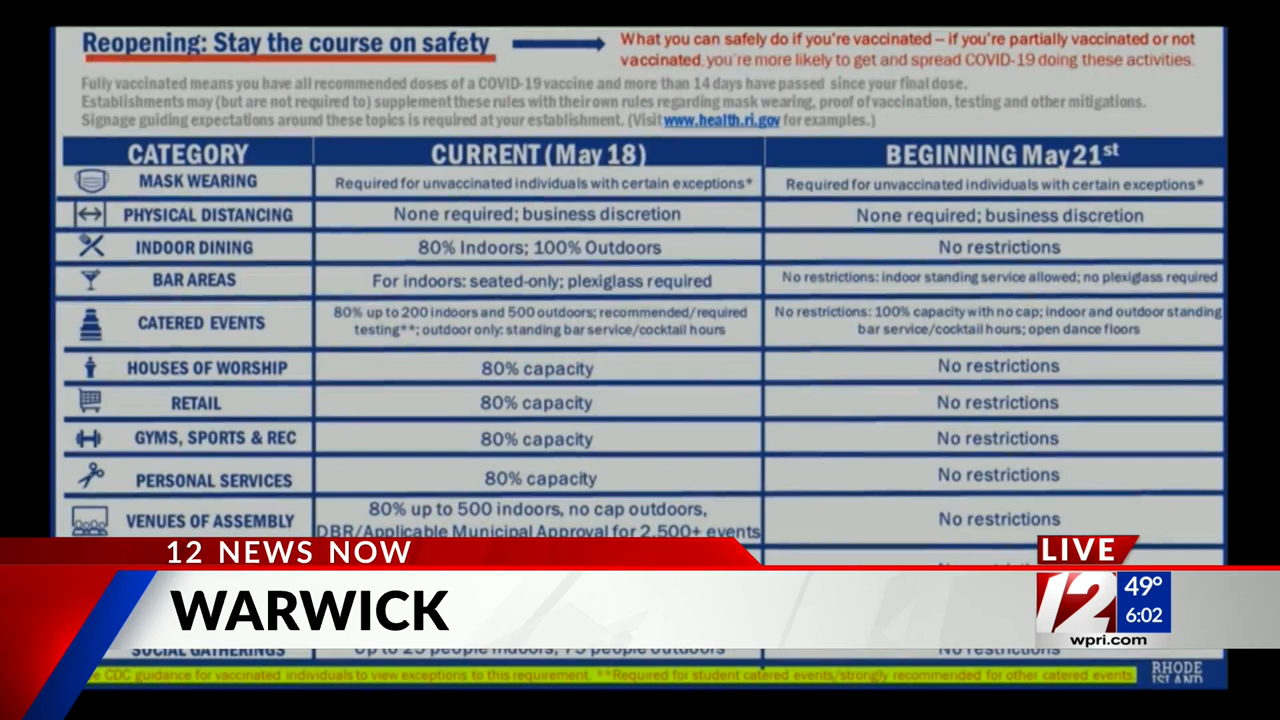 Reopening: Stay the course on safety
What you can safely do if you're vaccinated – if you're partially vaccinated or not
vaccinated, you're more likely to get and spread COVID-19 doing these activities.
Fully vaccinated means you have all recommended doses of a COVID-19 vaccine and more than 14 days have passed since your final dose.
Establishments may (but are not required to) supplement these rules with their own rules regarding mask wearing, proof of vaccination, testing and other mitigations.
Signage guiding expectations around these topics is required at your establishment. (Visit www.health.ri.gov for examples.)
CATEGORY CURRENT (May 18) BEGINNING May 21st
MASK WEARING Required for unvaccinated individuals with certain exceptions* Required for unvaccinated individuals with certain exceptions*
PHYSICAL DISTANCING None required; business discretion None required; business discretion
INDOOR DINING 80% Indoors; 100% Outdoors No restrictions
BAR AREAS For indoors: seated-only; plexiglass required No restrictions: indoor standing service allowed; no plexiglass required
CATERED EVENTS
80% up to 200 indoors and 500 outdoors; recommended/required
testing**; outdoor only: standing bar service/cocktail hours
No restrictions: 100% capacity with no cap; indoor and outdoor standing
bar service/cocktail hours; open dance floors
HOUSES OF WORSHIP 80% capacity No restrictions
RETAIL 80% capacity No restrictions
GYMS, SPORTS & REC 80% capacity No restrictions
PERSONAL SERVICES 80% capacity No restrictions
VENUES OF ASSEMBLY
80% up to 500 indoors, no cap outdoors,
DBR/Applicable Municipal Approval for 2,500+ events
No restrictions
12 NEWS NOW
WARWICK
LIVE
12
49°
6:02
wpri.com
SOCIAL GATHERINGS Up to 25 people indoors, 75 people outdoors No restrictions
CDC guidance for vaccinated individuals to view exceptions to this requirement. **Required for student catered events/strongly recommended for other catered events.
RHODE
ISLAND